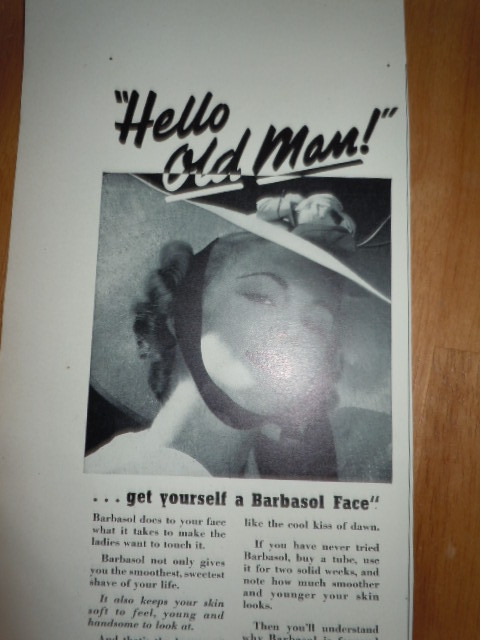 "Hello
Old Man!"
... get yourself a Barbasol Face"
Barbasol does to your face
what it takes to make the
ladies want to touch it.
Barbasol not only gives
you the smoothest, sweetest
shave of your life.
It also keeps your skin
soft to feel, young and
handsome to look at.
like the cool kiss of dawn.
If you have never tried
Barbasol, buy a tube, use
it for two solid weeks, and
note how much smoother
and younger your skin
looks.
Then you'll understand
why Barbasol is